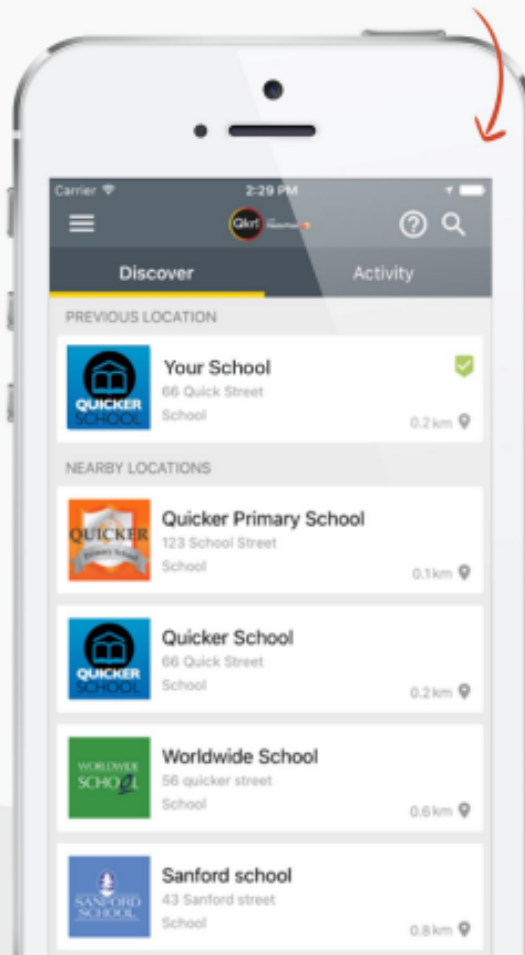 Carrier
2:29 PM
Qkr!
Discover
Activity
PREVIOUS LOCATION
QUICKER
SCHOOL
Your School
66 Quick Street
School
0.2 km
NEARBY LOCATIONS
QUICKER
Primary School
Quicker Primary School
123 School Street
School
0.1 km
QUICKER
SCHOOL
Quicker School
66 Quick Street
School
0.2 km
WORLDWIDE
SCHOOL
Worldwide School
56 quicker street
School
0.6 km
SANFORD
SCHOOL
Sanford school
43 Sanford street
School
0.8 km